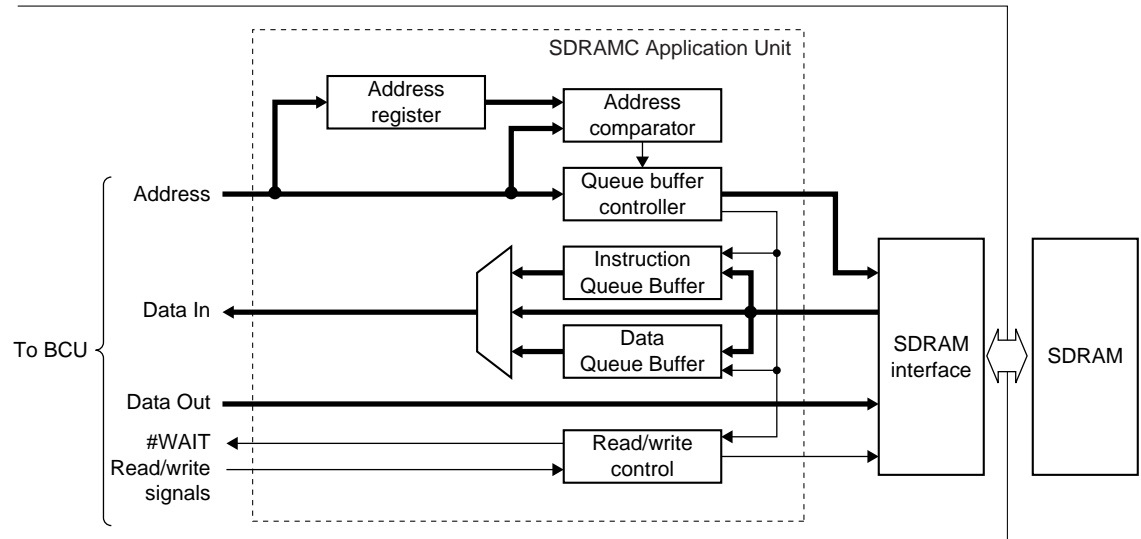 SDRAMC Application Unit
Address
register
Address
comparator
Address
Queue buffer
controller
Instruction
Queue Buffer
Data In
To BCU
Data
Queue Buffer
SDRAM
interface
SDRAM
Data Out
#WAIT
Read/write
signals
Read/write
control